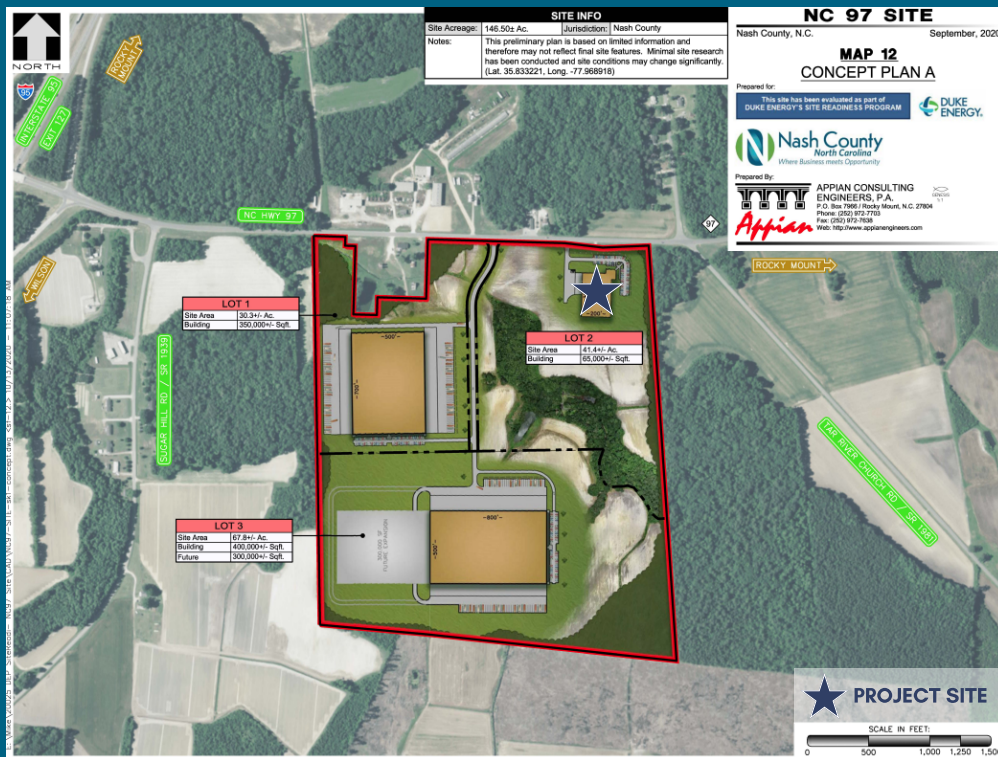 NORTH
ROCKY
MOUNT
95
INTERSTATE 95
EXIT 127
SITE INFO
Site Acreage: 146.50± Ac. Jurisdiction: Nash County
Notes: This preliminary plan is based on limited information and
therefore may not reflect final site features. Minimal site research
has been conducted and site conditions may change significantly.
(Lat. 35.833221, Long. -77.968918)
NC 97 SITE
Nash County, N.C. September, 2020
MAP 12
CONCEPT PLAN A
Prepared for:
This site has been evaluated as part of
DUKE ENERGY'S SITE READINESS PROGRAM
DUKE
ENERGY®
Nash County
North Carolina
Where Business meets Opportunity
Prepared By:
APPIAN CONSULTING
ENGINEERS, P.A.
P.O. Box 7966 / Rocky Mount, N.C. 27804
Phone: (252) 972-7703
Fax: (252) 972-7638
Web: http://www.appianengineers.com
Appian
NC HWY 97
97
WILSON
ROCKY MOUNT
LOT 1
Site Area 30.3+/- Ac.
Building 350,000+/- Sqft.
~500'~
~700'~
~200'~
LOT 2
Site Area 41.4+/- Ac.
Building 65,000+/- Sqft.
SUGAR HILL RD / SR 1939
TAR RIVER CHURCH RD / SR 1981
LOT 3
Site Area 67.8+/- Ac.
Building 400,000+/- Sqft.
Future 300,000+/- Sqft.
300,000 SF
FUTURE EXPANSION
~800'~
~500'~
PROJECT SITE
SCALE IN FEET:
0 500 1,000 1,250 1,500